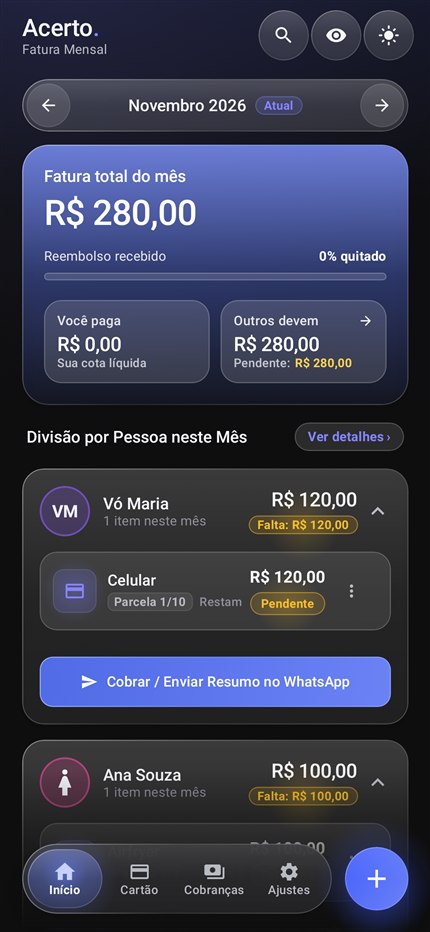 Acerto.
Fatura Mensal
Novembro 2026 Atual
Fatura total do mês
R$ 280,00
Reembolso recebido 0% quitado
Você paga
R$ 0,00
Sua cota líquida
Outros devem →
R$ 280,00
Pendente: R$ 280,00
Divisão por Pessoa neste Mês Ver detalhes ›
VM Vó Maria R$ 120,00
1 item neste mês Falta: R$ 120,00
Celular R$ 120,00
Parcela 1/10 Restam Pendente
Cobrar / Enviar Resumo no WhatsApp
Ana Souza R$ 100,00
1 item neste mês Falta: R$ 100,00
R$ 100,00
Início Cartão Cobranças Ajustes